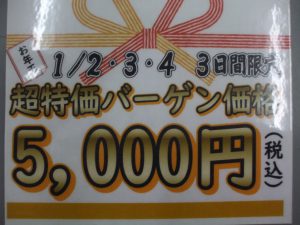 お年
1/2・3・4 3日間限定
超特価バーゲン価格
5,000円
(税込)